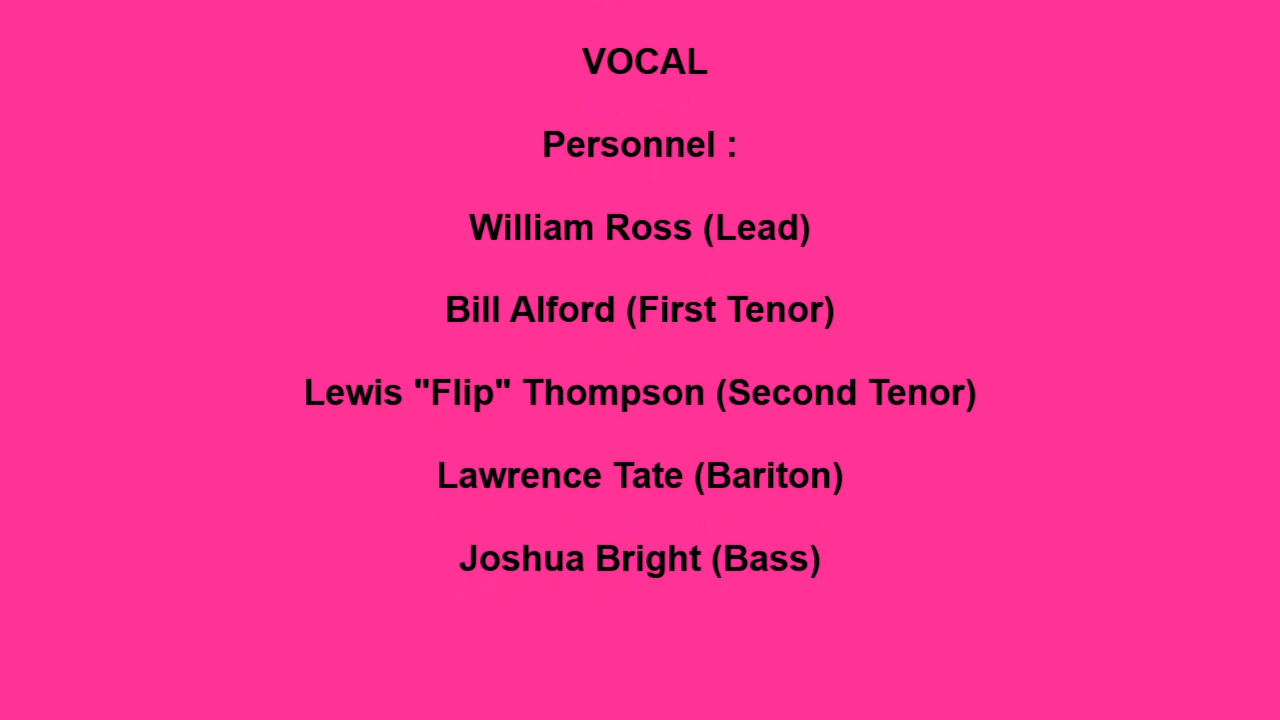 VOCAL
Personnel :
William Ross (Lead)
Bill Alford (First Tenor)
Lewis "Flip" Thompson (Second Tenor)
Lawrence Tate (Bariton)
Joshua Bright (Bass)